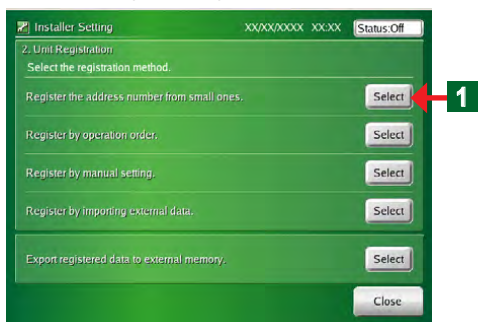 Installer Setting XX/XX/XXXX XX:XX Status:Off
2. Unit Registration
Select the registration method.
Register the address number from small ones. Select 1
Register by operation order. Select
Register by manual setting. Select
Register by importing external data. Select
Export registered data to external memory. Select
Close